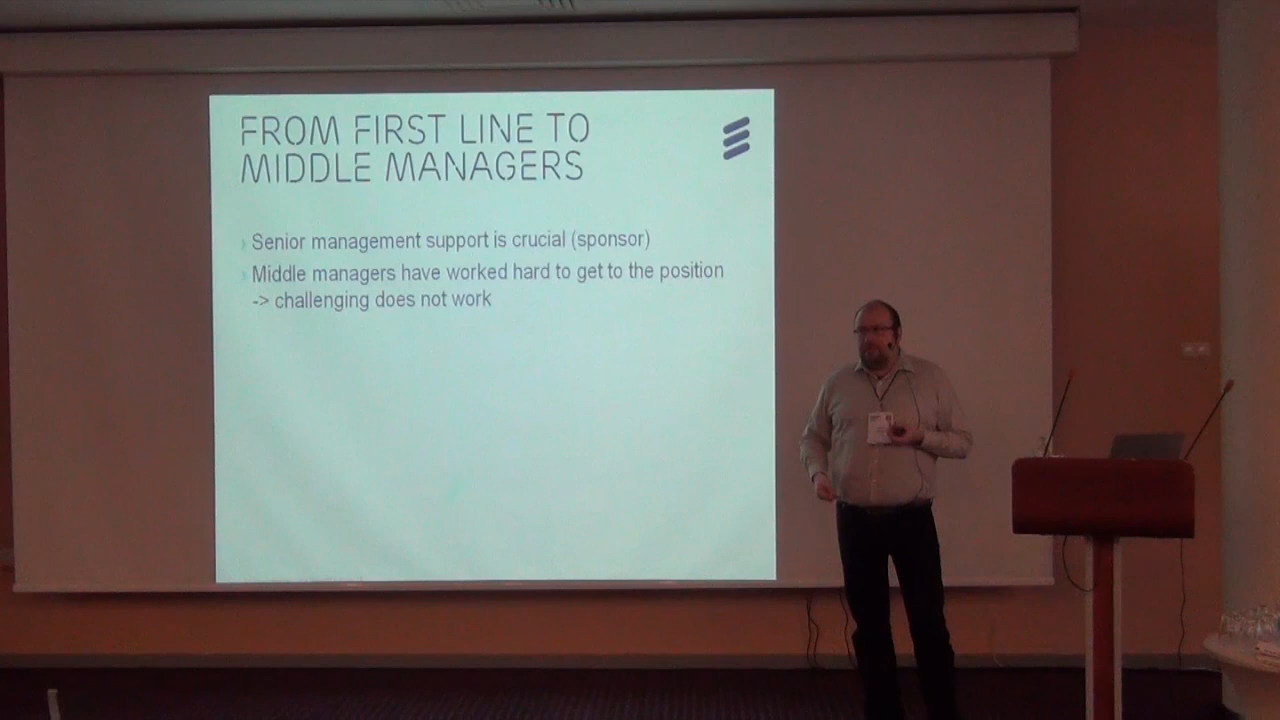 FROM FIRST LINE TO
MIDDLE MANAGERS
› Senior management support is crucial (sponsor)
› Middle managers have worked hard to get to the position
-> challenging does not work